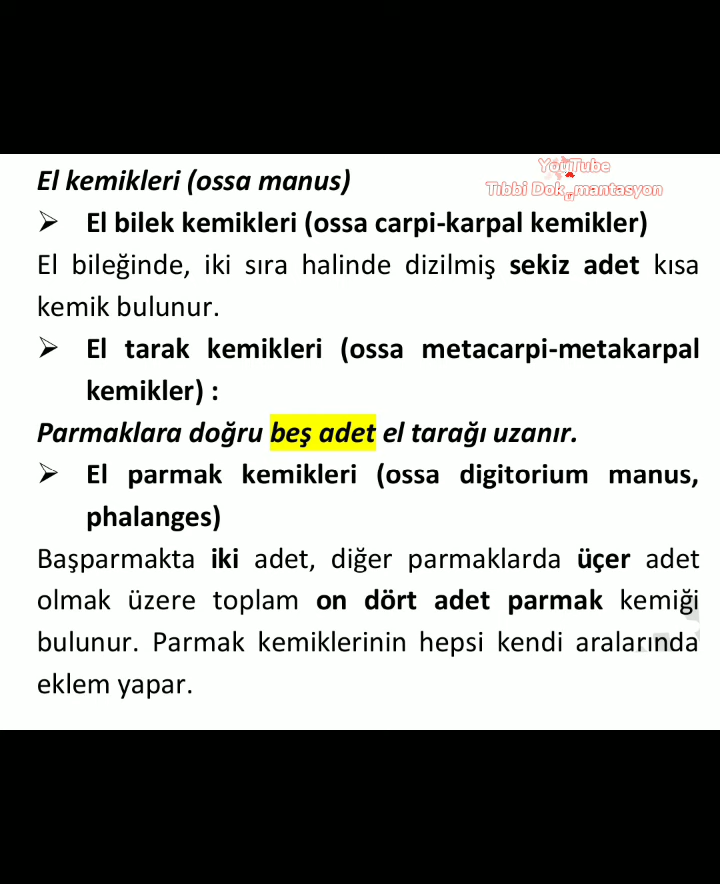 YouTube
Tıbbi Dok mantasyon
El kemikleri (ossa manus)
➢ El bilek kemikleri (ossa carpi-karpal kemikler)
El bileğinde, iki sıra halinde dizilmiş sekiz adet kısa
kemik bulunur.
➢ El tarak kemikleri (ossa metacarpi-metakarpal
kemikler) :
Parmaklara doğru beş adet el tarağı uzanır.
➢ El parmak kemikleri (ossa digitorium manus,
phalanges)
Başparmakta iki adet, diğer parmaklarda üçer adet
olmak üzere toplam on dört adet parmak kemiği
bulunur. Parmak kemiklerinin hepsi kendi aralarında
eklem yapar.